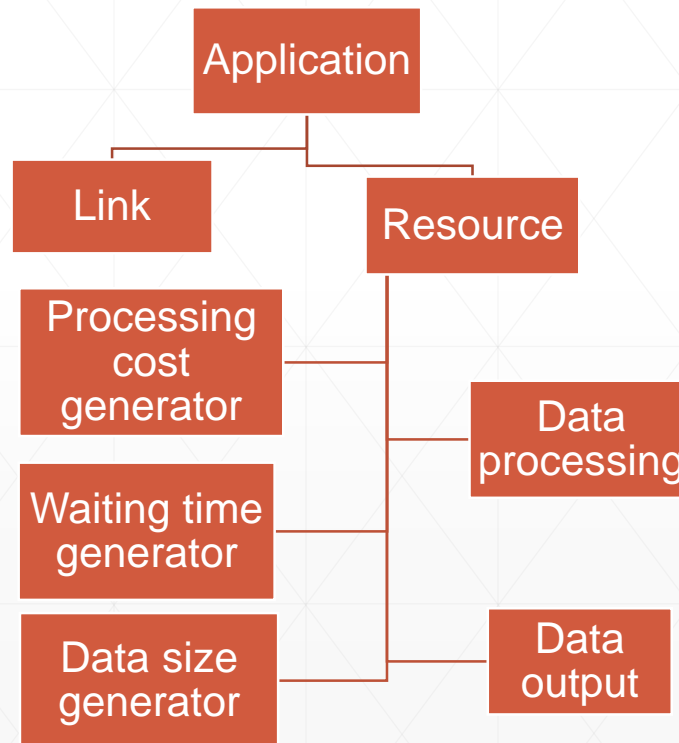 Application
Link
Resource
Processing
cost
generator
Data
processing
Waiting time
generator
Data size
generator
Data
output